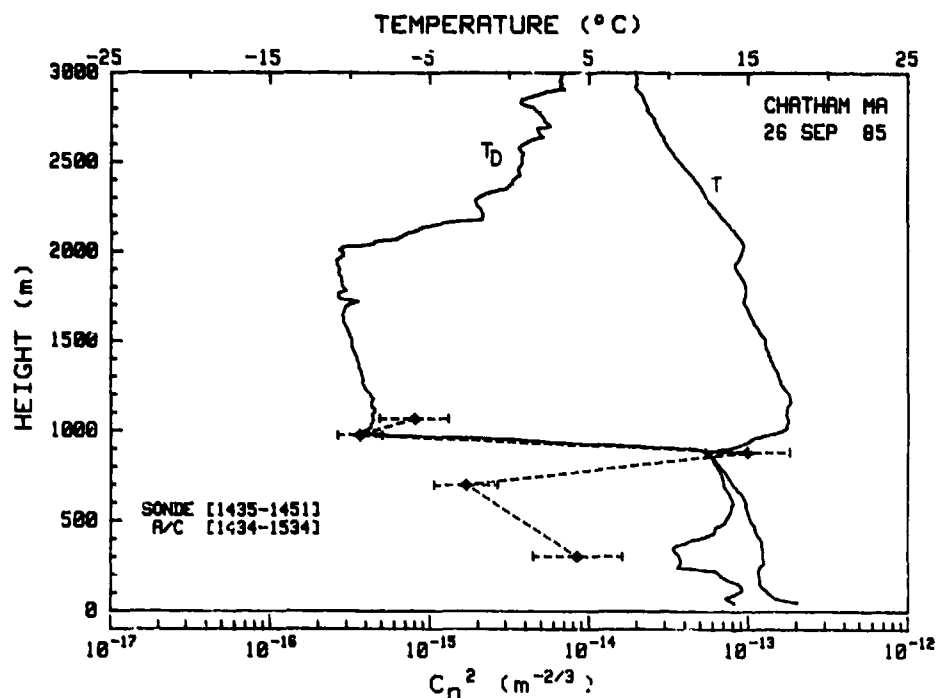 TEMPERATURE (°C)
-25 -15 -5 5 15 25
3000
CHATHAM MA
26 SEP 85
T_D
2500
T
2000
HEIGHT (m)
1500
1000
SONDE [1435-1451]
A/C [1434-1534]
500
0
10^-17 10^-16 10^-15 10^-14 10^-13 10^-12
C_n^2 (m^-2/3)